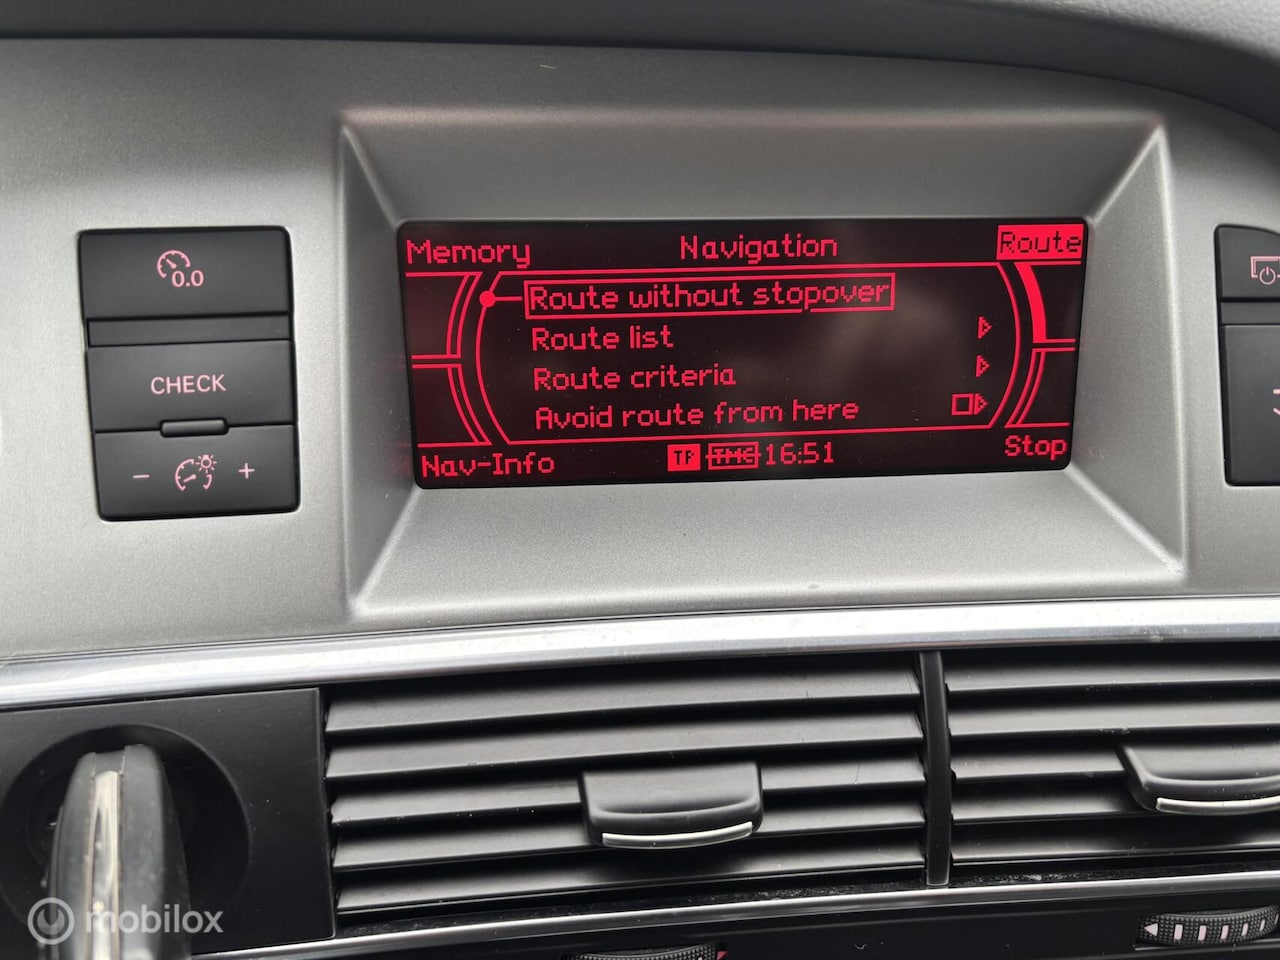 0.0
CHECK
- +
Memory Navigation Route
Route without stopover
Route list
Route criteria
Avoid route from here
Nav-Info TP TMC 16:51 Stop
mobilox